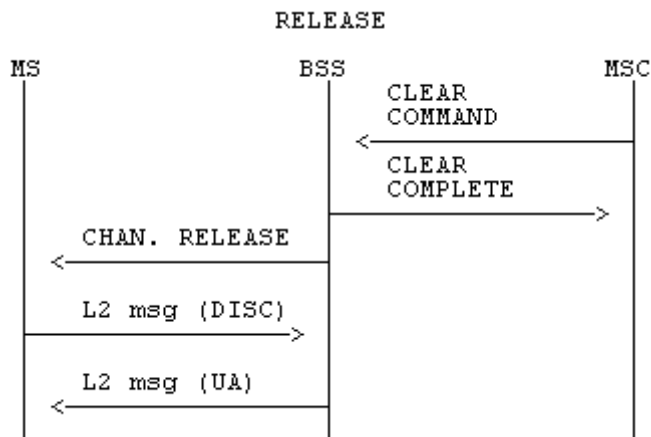 RELEASE
MS BSS MSC
CLEAR
COMMAND
CLEAR
COMPLETE
CHAN. RELEASE
L2 msg (DISC)
L2 msg (UA)